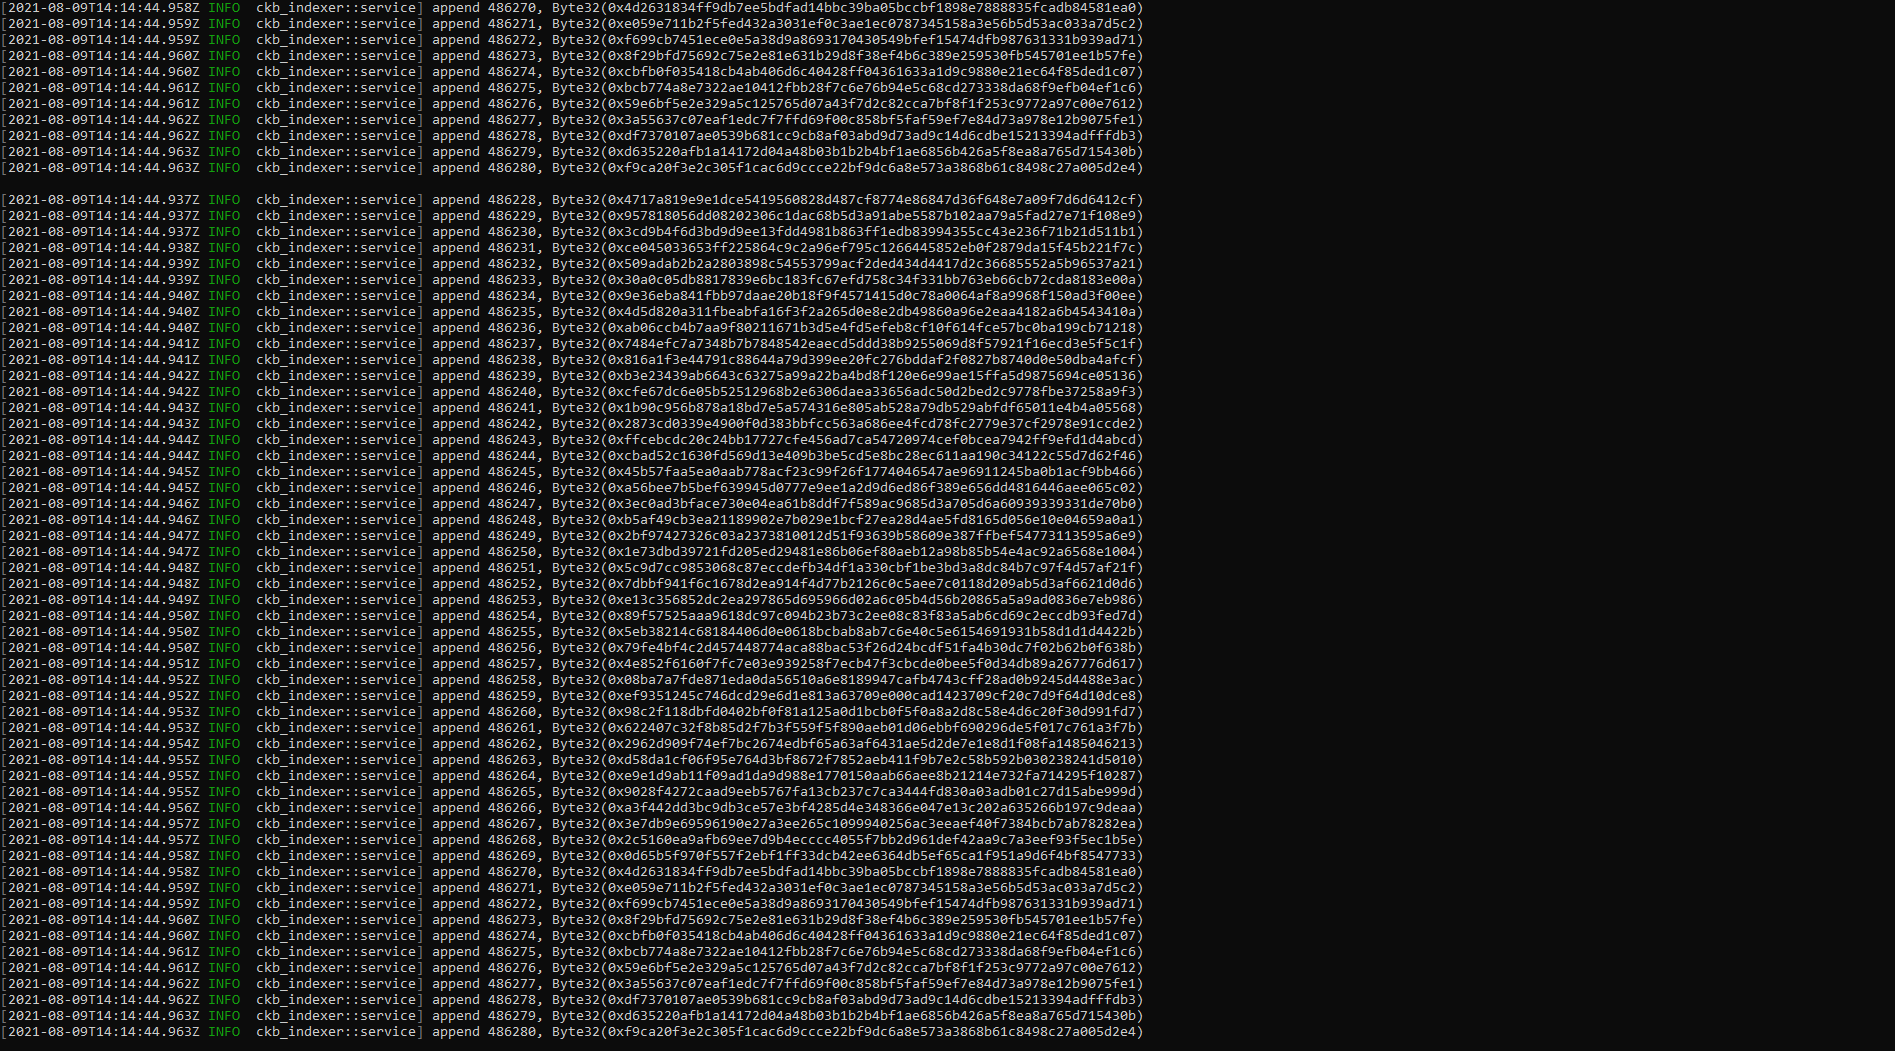 [2021-08-09T14:14:44.958Z INFO  ckb_indexer::service] append 486270, Byte32(0x4d2631834ff9db7ee5bdfad14bbc39ba05bccbf1898e7888835fcadb84581ea0)
[2021-08-09T14:14:44.959Z INFO  ckb_indexer::service] append 486271, Byte32(0xe059e711b2f5fed432a3031ef0c3ae1ec0787345158a3e56b5d53ac033a7d5c2)
[2021-08-09T14:14:44.959Z INFO  ckb_indexer::service] append 486272, Byte32(0xf699cb7451ece0e5a38d9a8693170430549bfef15474dfb987631331b939ad71)
[2021-08-09T14:14:44.960Z INFO  ckb_indexer::service] append 486273, Byte32(0x8f29bfd75692c75e2e81e631b29d8f38ef4b6c389e259530fb545701ee1b57fe)
[2021-08-09T14:14:44.960Z INFO  ckb_indexer::service] append 486274, Byte32(0xcbfb0f035418cb4ab406d6c40428ff04361633a1d9c9880e21ec64f85ded1c07)
[2021-08-09T14:14:44.961Z INFO  ckb_indexer::service] append 486275, Byte32(0xbcb774a8e7322ae10412fbb28f7c6e76b94e5c68cd273338da68f9efb04ef1c6)
[2021-08-09T14:14:44.961Z INFO  ckb_indexer::service] append 486276, Byte32(0x59e6bf5e2e329a5c125765d07a43f7d2c82cca7bf8f1f253c9772a97c00e7612)
[2021-08-09T14:14:44.962Z INFO  ckb_indexer::service] append 486277, Byte32(0x3a55637c07eaf1edc7f7ffd69f00c858bf5faf59ef7e84d73a978e12b9075fe1)
[2021-08-09T14:14:44.962Z INFO  ckb_indexer::service] append 486278, Byte32(0xdf7370107ae0539b681cc9cb8af03abd9d73ad9c14d6cdbe15213394adfffdb3)
[2021-08-09T14:14:44.963Z INFO  ckb_indexer::service] append 486279, Byte32(0xd635220afb1a14172d04a48b03b1b2b4bf1ae6856b426a5f8ea8a765d715430b)
[2021-08-09T14:14:44.963Z INFO  ckb_indexer::service] append 486280, Byte32(0xf9ca20f3e2c305f1cac6d9ccce22bf9dc6a8e573a3868b61c8498c27a005d2e4)

[2021-08-09T14:14:44.937Z INFO  ckb_indexer::service] append 486228, Byte32(0x4717a819e9e1dce5419560828d487cf8774e86847d36f648e7a09f7d6d6412cf)
[2021-08-09T14:14:44.937Z INFO  ckb_indexer::service] append 486229, Byte32(0x957818056dd08202306c1dac68b5d3a91abe5587b102aa79a5fad27e71f108e9)
[2021-08-09T14:14:44.937Z INFO  ckb_indexer::service] append 486230, Byte32(0x3cd9b4f6d3bd9d9ee13fdd4981b863ff1edb83994355cc43e236f71b21d511b1)
[2021-08-09T14:14:44.938Z INFO  ckb_indexer::service] append 486231, Byte32(0xce045033653ff225864c9c2a96ef795c1266445852eb0f2879da15f45b221f7c)
[2021-08-09T14:14:44.939Z INFO  ckb_indexer::service] append 486232, Byte32(0x509adab2b2a2803898c54553799acf2ded434d4417d2c36685552a5b96537a21)
[2021-08-09T14:14:44.939Z INFO  ckb_indexer::service] append 486233, Byte32(0x30a0c05db8817839e6bc183fc67efd758c34f331bb763eb66cb72cda8183e00a)
[2021-08-09T14:14:44.940Z INFO  ckb_indexer::service] append 486234, Byte32(0x9e36eba841fbb97daae20b18f9f4571415d0c78a0064af8a9968f150ad3f00ee)
[2021-08-09T14:14:44.940Z INFO  ckb_indexer::service] append 486235, Byte32(0x4d5d820a311fbeabfa16f3f2a265d0e8e2db49860a96e2eaa4182a6b4543410a)
[2021-08-09T14:14:44.940Z INFO  ckb_indexer::service] append 486236, Byte32(0xab06ccb4b7aa9f80211671b3d5e4fd5efeb8cf10f614fce57bc0ba199cb71218)
[2021-08-09T14:14:44.941Z INFO  ckb_indexer::service] append 486237, Byte32(0x7484efc7a7348b7b7848542eaecd5ddd38b9255069d8f57921f16ecd3e5f5c1f)
[2021-08-09T14:14:44.941Z INFO  ckb_indexer::service] append 486238, Byte32(0x816a1f3e44791c88644a79d399ee20fc276bddaf2f0827b8740d0e50dba4afcf)
[2021-08-09T14:14:44.942Z INFO  ckb_indexer::service] append 486239, Byte32(0xb3e23439ab6643c63275a99a22ba4bd8f120e6e99ae15ffa5d9875694ce05136)
[2021-08-09T14:14:44.942Z INFO  ckb_indexer::service] append 486240, Byte32(0xcfe67dc6e05b52512968b2e6306daea33656adc50d2bed2c9778fbe37258a9f3)
[2021-08-09T14:14:44.943Z INFO  ckb_indexer::service] append 486241, Byte32(0x1b90c956b878a18bd7e5a574316e805ab528a79db529abfdf65011e4b4a05568)
[2021-08-09T14:14:44.943Z INFO  ckb_indexer::service] append 486242, Byte32(0x2873cd0339e4900f0d383bbfcc563a686ee4fcd78fc2779e37cf2978e91ccde2)
[2021-08-09T14:14:44.944Z INFO  ckb_indexer::service] append 486243, Byte32(0xffcebcdc20c24bb17727cfe456ad7ca54720974cef0bcea7942ff9efd1d4abcd)
[2021-08-09T14:14:44.944Z INFO  ckb_indexer::service] append 486244, Byte32(0xcbad52c1630fd569d13e409b3be5cd5e8bc28ec611aa190c34122c55d7d62f46)
[2021-08-09T14:14:44.945Z INFO  ckb_indexer::service] append 486245, Byte32(0x45b57faa5ea0aab778acf23c99f26f1774046547ae96911245ba0b1acf9bb466)
[2021-08-09T14:14:44.945Z INFO  ckb_indexer::service] append 486246, Byte32(0xa56bee7b5bef639945d0777e9ee1a2d9d6ed86f389e656dd4816446aee065c02)
[2021-08-09T14:14:44.946Z INFO  ckb_indexer::service] append 486247, Byte32(0x3ec0ad3bface730e04ea61b8ddf7f589ac9685d3a705d6a60939339331de70b0)
[2021-08-09T14:14:44.946Z INFO  ckb_indexer::service] append 486248, Byte32(0xb5af49cb3ea21189902e7b029e1bcf27ea28d4ae5fd8165d056e10e04659a0a1)
[2021-08-09T14:14:44.947Z INFO  ckb_indexer::service] append 486249, Byte32(0x2bf97427326c03a2373810012d51f93639b58609e387ffbef54773113595a6e9)
[2021-08-09T14:14:44.947Z INFO  ckb_indexer::service] append 486250, Byte32(0x1e73dbd39721fd205ed29481e86b06ef80aeb12a98b85b54e4ac92a6568e1004)
[2021-08-09T14:14:44.948Z INFO  ckb_indexer::service] append 486251, Byte32(0x5c9d7cc9853068c87eccdefb34df1a330cbf1be3bd3a8dc84b7c97f4d57af21f)
[2021-08-09T14:14:44.948Z INFO  ckb_indexer::service] append 486252, Byte32(0x7dbbf941f6c1678d2ea914f4d77b2126c0c5aee7c0118d209ab5d3af6621d0d6)
[2021-08-09T14:14:44.949Z INFO  ckb_indexer::service] append 486253, Byte32(0xe13c356852dc2ea297865d695966d02a6c05b4d56b20865a5a9ad0836e7eb986)
[2021-08-09T14:14:44.950Z INFO  ckb_indexer::service] append 486254, Byte32(0x89f57525aaa9618dc97c094b23b73c2ee08c83f83a5ab6cd69c2eccdb93fed7d)
[2021-08-09T14:14:44.950Z INFO  ckb_indexer::service] append 486255, Byte32(0x5eb38214c68184406d0e0618bcbab8ab7c6e40c5e6154691931b58d1d1d4422b)
[2021-08-09T14:14:44.950Z INFO  ckb_indexer::service] append 486256, Byte32(0x79fe4bf4c2d457448774aca88bac53f26d24bcdf51fa4b30dc7f02b62b0f638b)
[2021-08-09T14:14:44.951Z INFO  ckb_indexer::service] append 486257, Byte32(0x4e852f6160f7fc7e03e939258f7ecb47f3cbcde0bee5f0d34db89a267776d617)
[2021-08-09T14:14:44.952Z INFO  ckb_indexer::service] append 486258, Byte32(0x08ba7a7fde871eda0da56510a6e8189947cafb4743cff28ad0b9245d4488e3ac)
[2021-08-09T14:14:44.952Z INFO  ckb_indexer::service] append 486259, Byte32(0xef9351245c746dcd29e6d1e813a63709e000cad1423709cf20c7d9f64d10dce8)
[2021-08-09T14:14:44.953Z INFO  ckb_indexer::service] append 486260, Byte32(0x98c2f118dbfd0402bf0f81a125a0d1bcb0f5f0a8a2d8c58e4d6c20f30d991fd7)
[2021-08-09T14:14:44.953Z INFO  ckb_indexer::service] append 486261, Byte32(0x622407c32f8b85d2f7b3f559f5f890aeb01d06ebbf690296de5f017c761a3f7b)
[2021-08-09T14:14:44.954Z INFO  ckb_indexer::service] append 486262, Byte32(0x2962d909f74ef7bc2674edbf65a63af6431ae5d2de7e1e8d1f08fa1485046213)
[2021-08-09T14:14:44.955Z INFO  ckb_indexer::service] append 486263, Byte32(0xd58da1cf06f95e764d3bf8672f7852aeb411f9b7e2c58b592b030238241d5010)
[2021-08-09T14:14:44.955Z INFO  ckb_indexer::service] append 486264, Byte32(0xe9e1d9ab11f09ad1da9d988e1770150aab66aee8b21214e732fa714295f10287)
[2021-08-09T14:14:44.955Z INFO  ckb_indexer::service] append 486265, Byte32(0x9028f4272caad9eeb5767fa13cb237c7ca3444fd830a03adb01c27d15abe999d)
[2021-08-09T14:14:44.956Z INFO  ckb_indexer::service] append 486266, Byte32(0xa3f442dd3bc9db3ce57e3bf4285d4e348366e047e13c202a635266b197c9deaa)
[2021-08-09T14:14:44.957Z INFO  ckb_indexer::service] append 486267, Byte32(0x3e7db9e69596190e27a3ee265c1099940256ac3eeaef40f7384bcb7ab78282ea)
[2021-08-09T14:14:44.957Z INFO  ckb_indexer::service] append 486268, Byte32(0x2c5160ea9afb69ee7d9b4ecccc4055f7bb2d961def42aa9c7a3eef93f5ec1b5e)
[2021-08-09T14:14:44.958Z INFO  ckb_indexer::service] append 486269, Byte32(0x0d65b5f970f557f2ebf1ff33dcb42ee6364db5ef65ca1f951a9d6f4bf8547733)
[2021-08-09T14:14:44.958Z INFO  ckb_indexer::service] append 486270, Byte32(0x4d2631834ff9db7ee5bdfad14bbc39ba05bccbf1898e7888835fcadb84581ea0)
[2021-08-09T14:14:44.959Z INFO  ckb_indexer::service] append 486271, Byte32(0xe059e711b2f5fed432a3031ef0c3ae1ec0787345158a3e56b5d53ac033a7d5c2)
[2021-08-09T14:14:44.959Z INFO  ckb_indexer::service] append 486272, Byte32(0xf699cb7451ece0e5a38d9a8693170430549bfef15474dfb987631331b939ad71)
[2021-08-09T14:14:44.960Z INFO  ckb_indexer::service] append 486273, Byte32(0x8f29bfd75692c75e2e81e631b29d8f38ef4b6c389e259530fb545701ee1b57fe)
[2021-08-09T14:14:44.960Z INFO  ckb_indexer::service] append 486274, Byte32(0xcbfb0f035418cb4ab406d6c40428ff04361633a1d9c9880e21ec64f85ded1c07)
[2021-08-09T14:14:44.961Z INFO  ckb_indexer::service] append 486275, Byte32(0xbcb774a8e7322ae10412fbb28f7c6e76b94e5c68cd273338da68f9efb04ef1c6)
[2021-08-09T14:14:44.961Z INFO  ckb_indexer::service] append 486276, Byte32(0x59e6bf5e2e329a5c125765d07a43f7d2c82cca7bf8f1f253c9772a97c00e7612)
[2021-08-09T14:14:44.962Z INFO  ckb_indexer::service] append 486277, Byte32(0x3a55637c07eaf1edc7f7ffd69f00c858bf5faf59ef7e84d73a978e12b9075fe1)
[2021-08-09T14:14:44.962Z INFO  ckb_indexer::service] append 486278, Byte32(0xdf7370107ae0539b681cc9cb8af03abd9d73ad9c14d6cdbe15213394adfffdb3)
[2021-08-09T14:14:44.963Z INFO  ckb_indexer::service] append 486279, Byte32(0xd635220afb1a14172d04a48b03b1b2b4bf1ae6856b426a5f8ea8a765d715430b)
[2021-08-09T14:14:44.963Z INFO  ckb_indexer::service] append 486280, Byte32(0xf9ca20f3e2c305f1cac6d9ccce22bf9dc6a8e573a3868b61c8498c27a005d2e4)